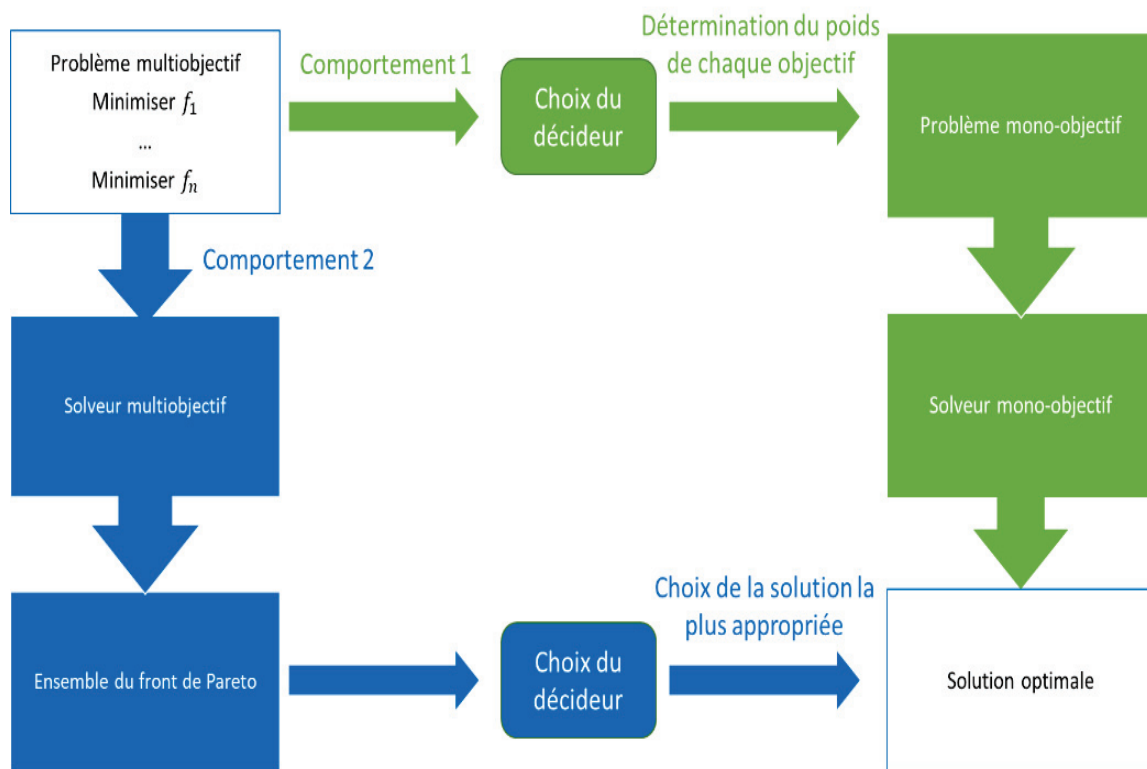 Problème multiobjectif
Minimiser f₁
...
Minimiser fₙ
Comportement 1
Choix du
décideur
Détermination du poids
de chaque objectif
Problème mono-objectif
Comportement 2
Solveur multiobjectif
Solveur mono-objectif
Ensemble du front de Pareto
Choix du
décideur
Choix de la solution la
plus appropriée
Solution optimale